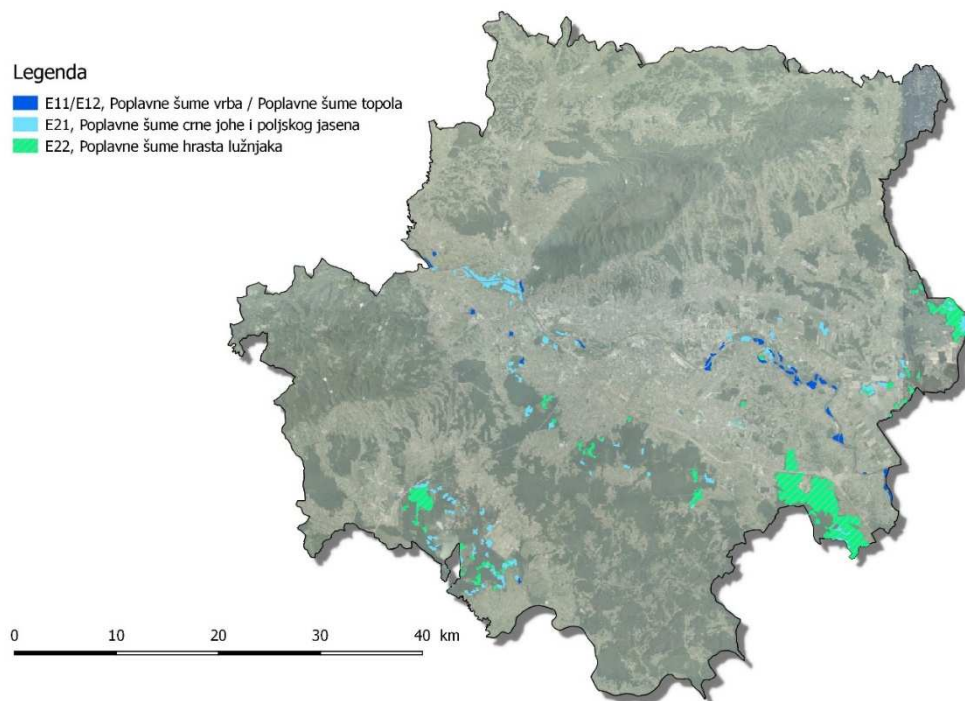 Legenda
E11/E12, Poplavne šume vrba / Poplavne šume topola
E21, Poplavne šume crne johe i poljskog jasena
E22, Poplavne šume hrasta lužnjaka
0 10 20 30 40 km